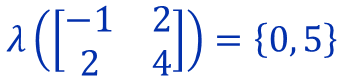 λ([−1 2
2 4]) = {0, 5}